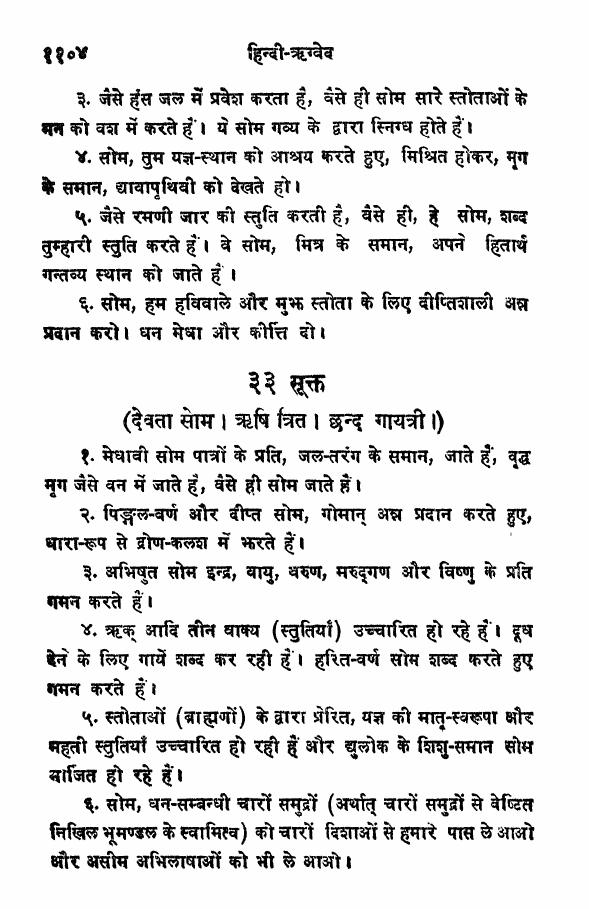 ११०४ हिन्दी-ऋग्वेद
३. जैसे हंस जल में प्रवेश करता है, वैसे ही सोम सारे स्तोताओं के
मन को वश में करते हैं। ये सोम गव्य के द्वारा स्निग्ध होते हैं।
४. सोम, तुम यज्ञ-स्थान को आश्रय करते हुए, मिश्रित होकर, मृग
के समान, द्यावापृथिवी को देखते हो।
५. जैसे रमणी जार की स्तुति करती है, वैसे ही, हे सोम, शब्द
तुम्हारी स्तुति करते हैं। वे सोम, मित्र के समान, अपने हितार्थ
गन्तव्य स्थान को जाते हैं।
६. सोम, हम हविवाले और मुझ स्तोता के लिए दीप्तिशाली अन्न
प्रदान करो। धन मेधा और कीर्त्ति दो।
३३ सूक्त
(देवता सोम। ऋषि त्रित। छन्द गायत्री।)
१. मेधावी सोम पात्रों के प्रति, जल-तरंग के समान, जाते हैं, वृद्ध
मृग जैसे वन में जाते है, वैसे ही सोम जाते हैं।
२. पिङ्गल-वर्ण और दीप्त सोम, गोमान् अन्न प्रदान करते हुए,
धारा-रूप से द्रोण-कलश में झरते हैं।
३. अभिषुत सोम इन्द्र, वायु, वरुण, मरुद्गण और विष्णु के प्रति
गमन करते हैं।
४. ऋक् आदि तीन वाक्य (स्तुतियाँ) उच्चारित हो रहे हैं। दूध
देने के लिए गायें शब्द कर रही हैं। हरित-वर्ण सोम शब्द करते हुए
गमन करते हैं।
५. स्तोताओं (ब्राह्मणों) के द्वारा प्रेरित, यज्ञ की मातृ-स्वरूपा और
महती स्तुतियाँ उच्चारित हो रही हैं और द्युलोक के शिशु-समान सोम
मार्जित हो रहे हैं।
६. सोम, धन-सम्बन्धी चारों समुद्रों (अर्थात् चारों समुद्रों से वेष्टित
निखिल भूमण्डल के स्वामित्व) को चारों दिशाओं से हमारे पास ले आओ
और असीम अभिलाषाओं को भी ले आओ।